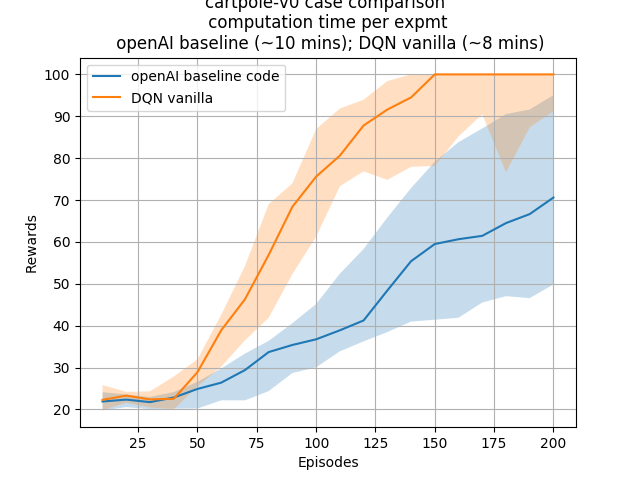 cartpole-v0 case comparison
computation time per expmt
openAI baseline (~10 mins); DQN vanilla (~8 mins)
openAI baseline code
DQN vanilla
Rewards
100
90
80
70
60
50
40
30
20
25 50 75 100 125 150 175 200
Episodes